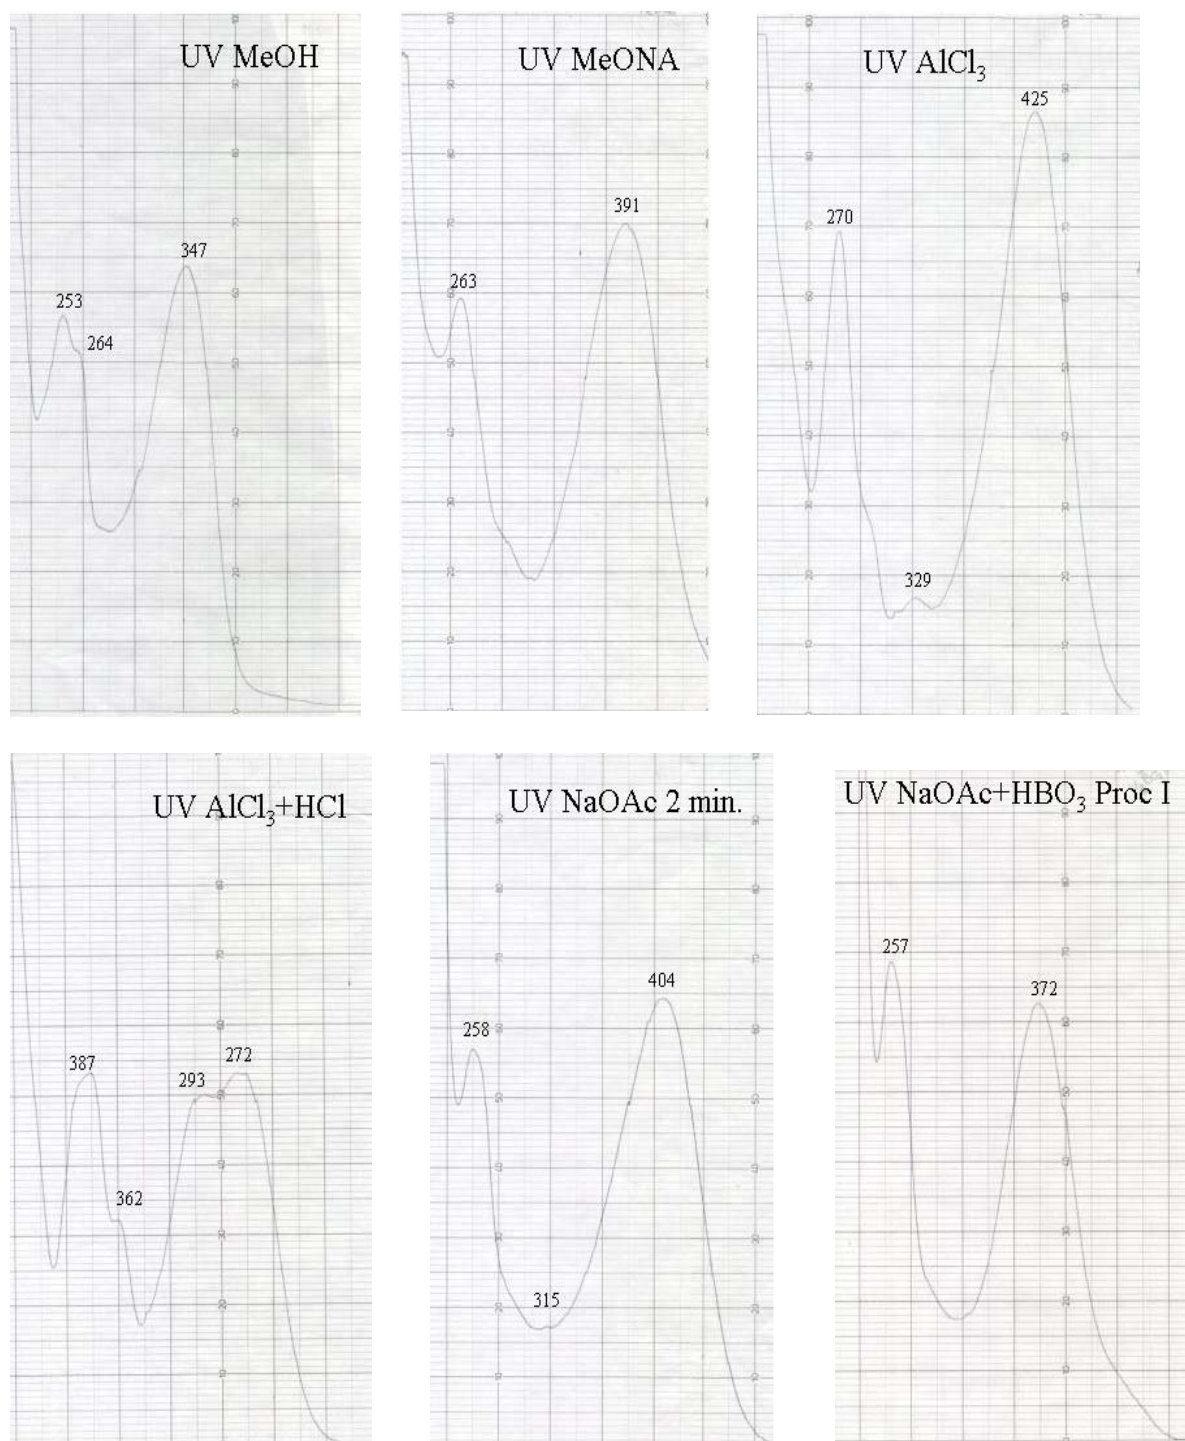 UV MeOH
347
253
264
UV MeONA
391
263
UV AlCl₃
425
270
329
UV AlCl₃+HCl
387
293
272
362
UV NaOAc 2 min.
404
258
315
UV NaOAc+HBO₃ Proc I
257
372